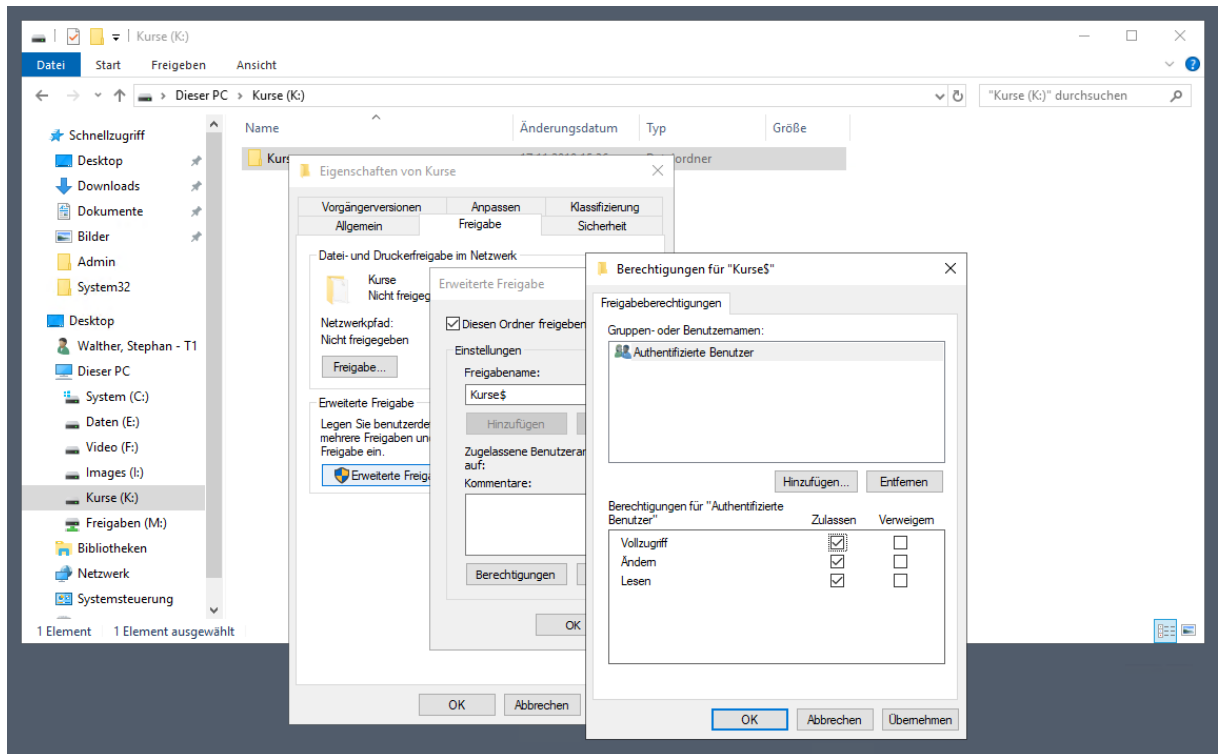 Kurse (K:)
Datei Start Freigeben Ansicht
Dieser PC Kurse (K:) "Kurse (K:)" durchsuchen
Schnellzugriff
Desktop
Downloads
Dokumente
Bilder
Admin
System32
Desktop
Walther, Stephan - T1
Dieser PC
System (C:)
Daten (E:)
Video (F:)
Images (I:)
Kurse (K:)
Freigaben (M:)
Bibliotheken
Netzwerk
Systemsteuerung
1 Element 1 Element ausgewählt
Name Änderungsdatum Typ Größe
Eigenschaften von Kurse
Vorgängerversionen Anpassen Klassifizierung
Allgemein Freigabe Sicherheit
Datei- und Druckerfreigabe im Netzwerk
Kurse
Nicht
Netzwerkpfad:
Nicht freigegeben
Freigabe...
Erweiterte Freigabe
Legen Sie
mehrere Freigaben
Freigabe ein.
Erweiterte
OK Abbrechen
Erweiterte Freigabe
Diesen Ordner freigeben
Einstellungen
Freigabename:
Kurse$
Hinzufügen
Zugelassene
auf:
Kommentare:
Berechtigungen
OK
Berechtigungen für "Kurse$"
Freigabeberechtigungen
Gruppen- oder Benutzernamen:
Authentifizierte Benutzer
Hinzufügen... Entfernen
Berechtigungen für "Authentifizierte
Benutzer" Zulassen Verweigern
Vollzugriff
Ändern
Lesen
OK Abbrechen Übernehmen